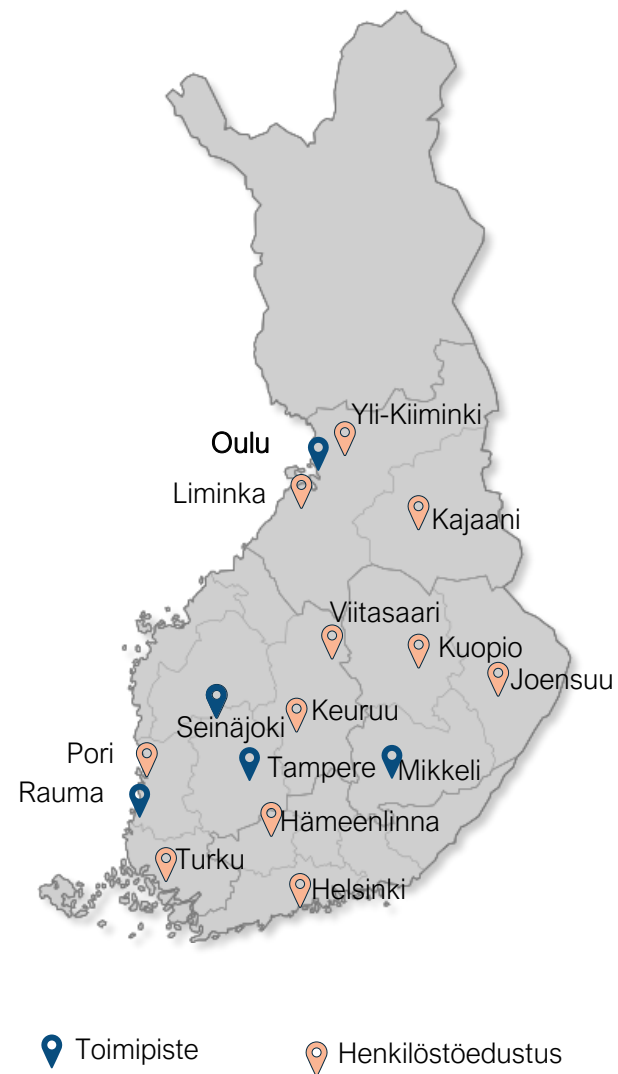 Yli-Kiiminki
Oulu
Liminka
Kajaani
Viitasaari
Kuopio
Joensuu
Keuruu
Seinäjoki
Pori
Tampere
Mikkeli
Rauma
Hämeenlinna
Turku
Helsinki
Toimipiste
Henkilöstöedustus